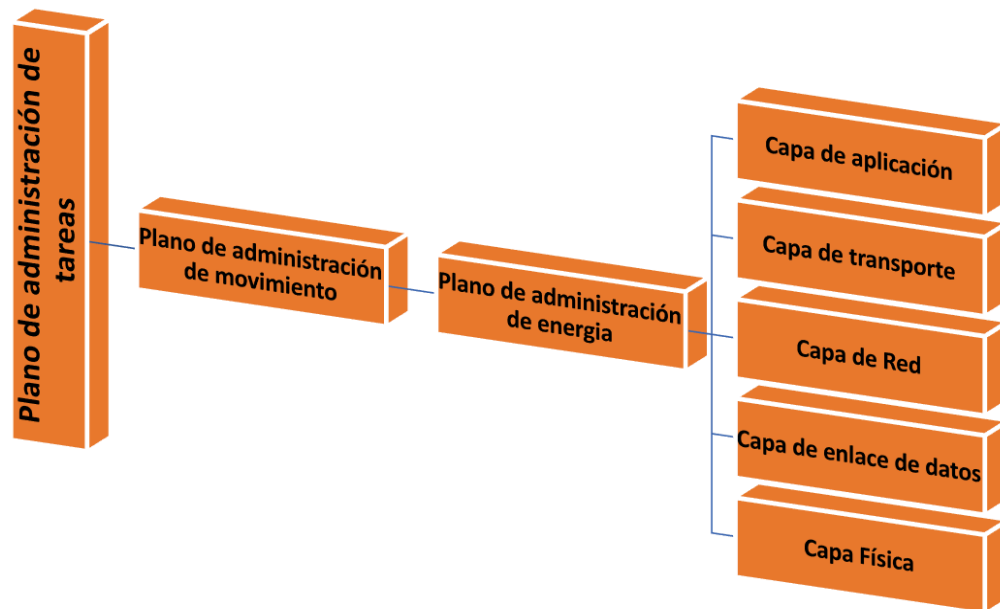 Plano de administración de
tareas
Plano de administración
de movimiento
Plano de administración
de energia
Capa de aplicación
Capa de transporte
Capa de Red
Capa de enlace de datos
Capa Física